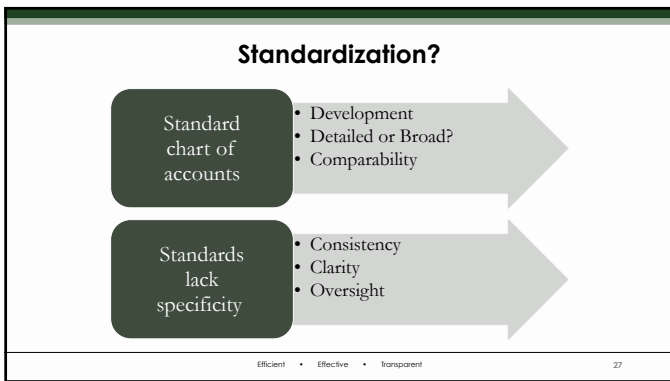 Standardization?
Standard
chart of
accounts
• Development
• Detailed or Broad?
• Comparability
Standards
lack
specificity
• Consistency
• Clarity
• Oversight
Efficient • Effective • Transparent
27